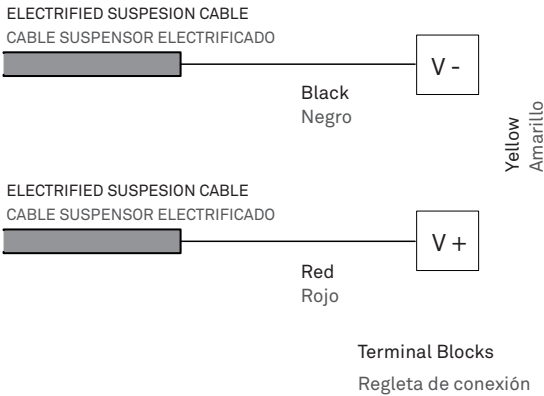 ELECTRIFIED SUSPESION CABLE
CABLE SUSPENSOR ELECTRIFICADO
V -
Black
Negro
Yellow
Amarillo
ELECTRIFIED SUSPESION CABLE
CABLE SUSPENSOR ELECTRIFICADO
V +
Red
Rojo
Terminal Blocks
Regleta de conexión